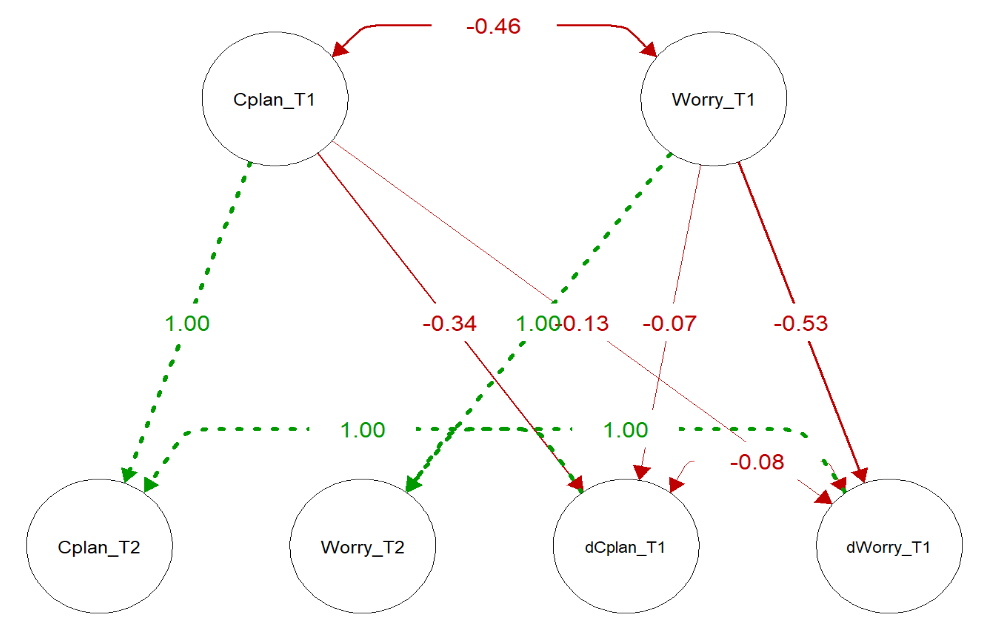 -0.46
Cplan_T1
Worry_T1
1.00
-0.34
1.00
-0.13
-0.07
-0.53
1.00
1.00
-0.08
Cplan_T2
Worry_T2
dCplan_T1
dWorry_T1